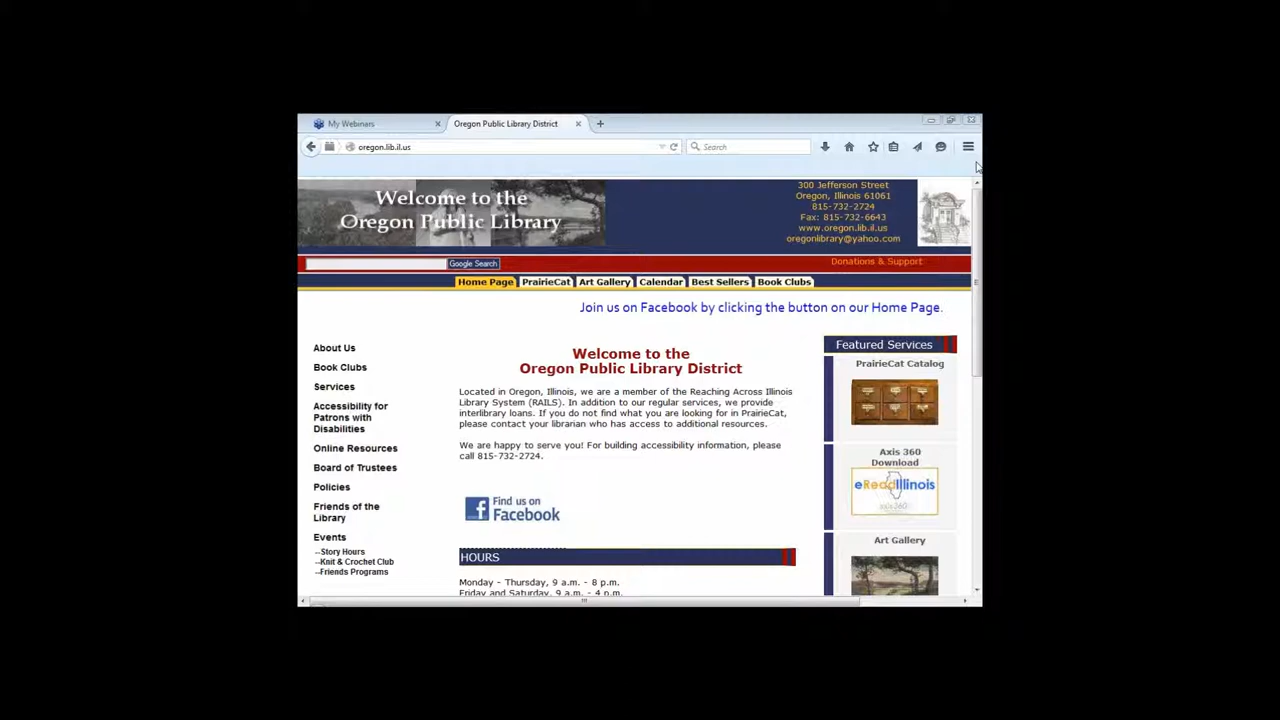 My Webinars
Oregon Public Library District
oregon.lib.il.us
Search
Welcome to the
Oregon Public Library
300 Jefferson Street
Oregon, Illinois 61061
815-732-2724
Fax: 815-732-6643
www.oregon.lib.il.us
oregonlibrary@yahoo.com
Google Search
Donations & Support
Home Page PrairieCat Art Gallery Calendar Best Sellers Book Clubs
Join us on Facebook by clicking the button on our Home Page.
About Us
Book Clubs
Services
Accessibility for
Patrons with
Disabilities
Online Resources
Board of Trustees
Policies
Friends of the
Library
Events
--Story Hours
--Knit & Crochet Club
--Friends Programs
Welcome to the
Oregon Public Library District
Located in Oregon, Illinois, we are a member of the Reaching Across Illinois
Library System (RAILS). In addition to our regular services, we provide
interlibrary loans. If you do not find what you are looking for in PrairieCat,
please contact your librarian who has access to additional resources.
We are happy to serve you! For building accessibility information, please
call 815-732-2724.
Find us on
Facebook
HOURS
Monday - Thursday, 9 a.m. - 8 p.m.
Friday and Saturday, 9 a.m. - 4 p.m.
Featured Services
PrairieCat Catalog
Axis 360
Download
eReadIllinois
axis360
Art Gallery